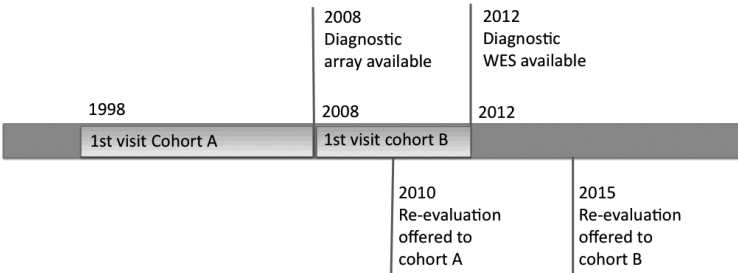 2008
Diagnostic
array available
2012
Diagnostic
WES available
1998
2008
2012
1st visit Cohort A
1st visit cohort B
2010
Re-evaluation
offered to
cohort A
2015
Re-evaluation
offered to
cohort B